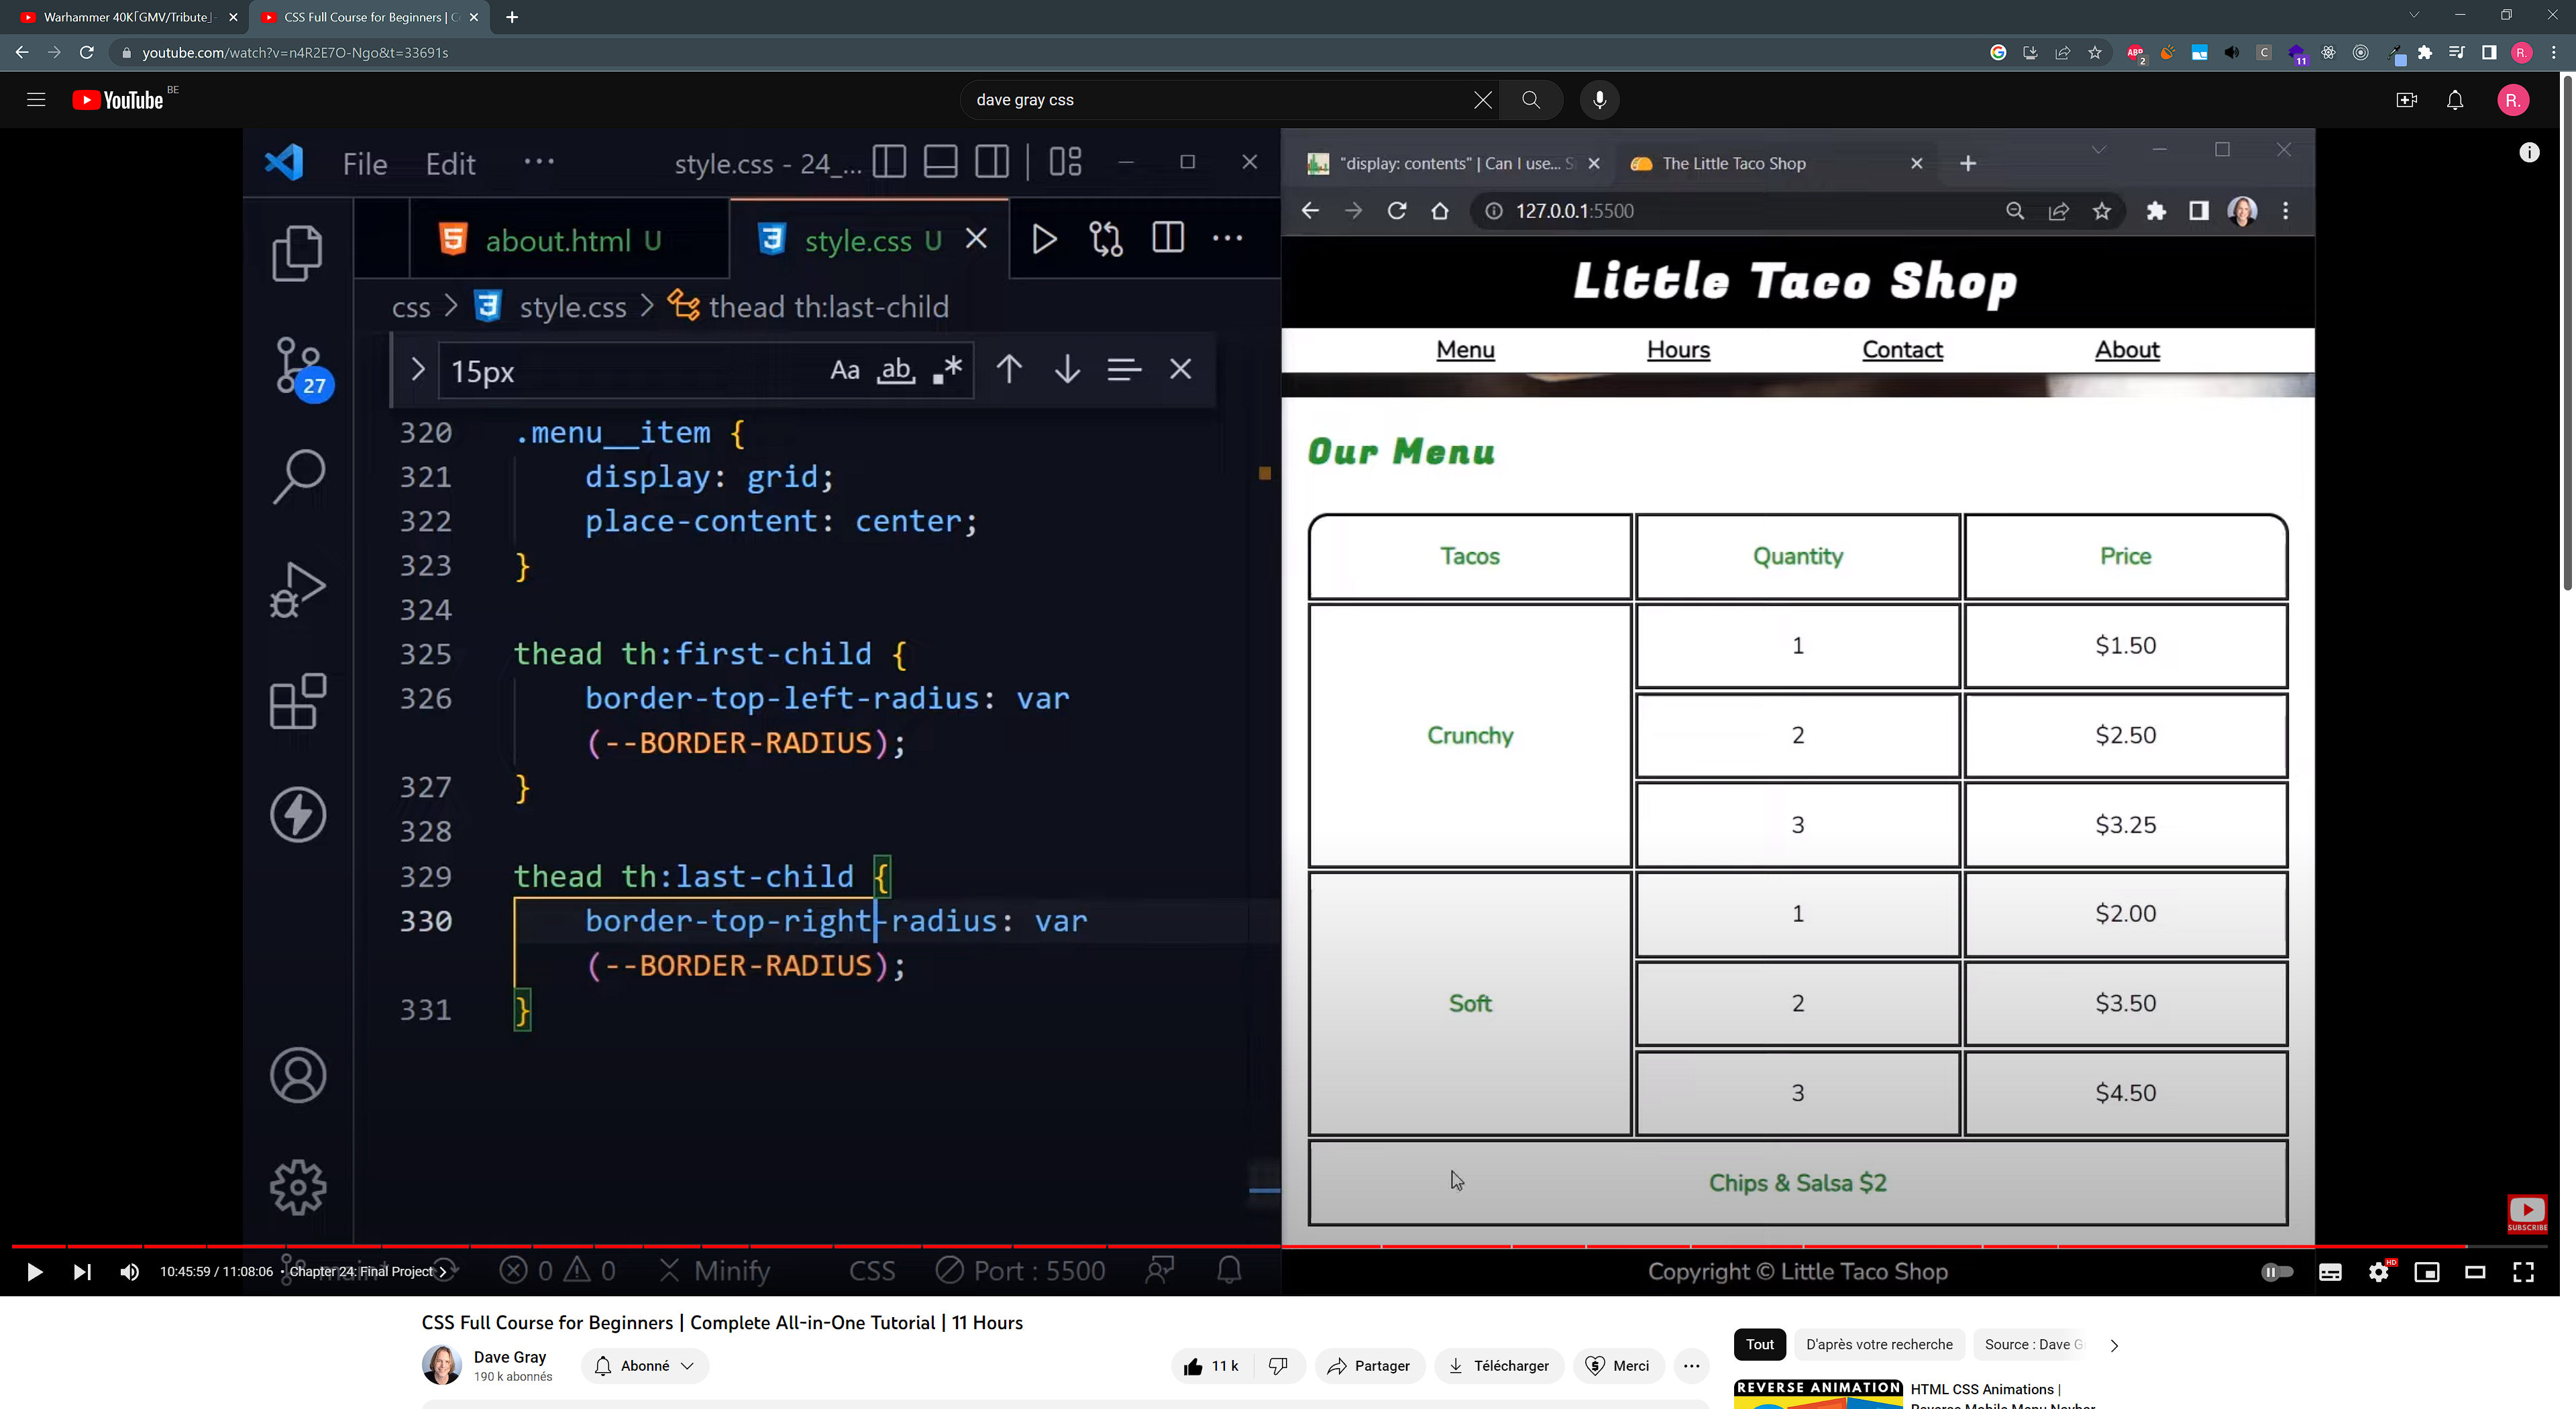 Warhammer 40K「GMV/Tribute」-
CSS Full Course for Beginners |
youtube.com/watch?v=n4R2E7O-Ngo&t=33691s
ABP
2
C
11
R.
YouTube
BE
dave gray css
R.
File Edit ... style.css - 24_...
about.html U
style.css U
css > style.css > thead th:last-child
15px
Aa ab .*
27
320 .menu__item {
321 display: grid;
322 place-content: center;
323 }
324
325 thead th:first-child {
326 border-top-left-radius: var
(--BORDER-RADIUS);
327 }
328
329 thead th:last-child {
330 border-top-right-radius: var
(--BORDER-RADIUS);
331 }
main*
0 0
Minify
CSS
Port : 5500
"display: contents" | Can I use...
The Little Taco Shop
127.0.0.1:5500
Little Taco Shop
Menu Hours Contact About
Our Menu
Tacos Quantity Price
Crunchy
1 $1.50
2 $2.50
3 $3.25
Soft
1 $2.00
2 $3.50
3 $4.50
Chips & Salsa $2
Copyright © Little Taco Shop
SUBSCRIBE
10:45:59 / 11:08:06 • Chapter 24: Final Project >
HD
CSS Full Course for Beginners | Complete All-in-One Tutorial | 11 Hours
Dave Gray
190 k abonnés
Abonné
11 k
Partager
Télécharger
Merci
...
Tout
D'après votre recherche
Source : Dave G
REVERSE ANIMATION
HTML CSS Animations |
Reverse Mobile Menu Navbar